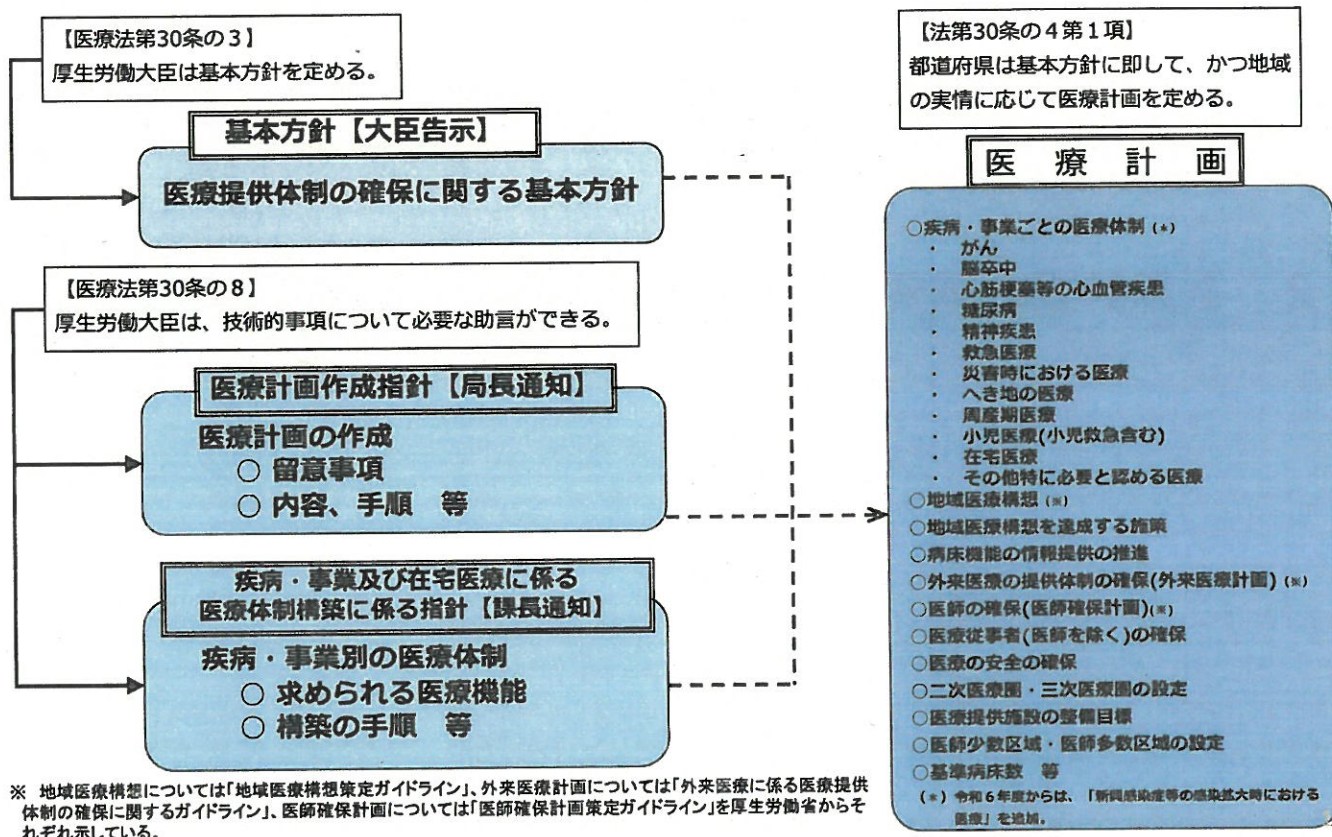 【医療法第30条の3】
厚生労働大臣は基本方針を定める。
基本方針【大臣告示】
医療提供体制の確保に関する基本方針
【医療法第30条の8】
厚生労働大臣は、技術的事項について必要な助言ができる。
医療計画作成指針【局長通知】
医療計画の作成
○ 留意事項
○ 内容、手順 等
疾病・事業及び在宅医療に係る
医療体制構築に係る指針【課長通知】
疾病・事業別の医療体制
○ 求められる医療機能
○ 構築の手順 等
※ 地域医療構想については「地域医療構想策定ガイドライン」、外来医療計画については「外来医療に係る医療提供
体制の確保に関するガイドライン」、医師確保計画については「医師確保計画策定ガイドライン」を厚生労働省からそ
れぞれ示している。
【法第30条の4第1項】
都道府県は基本方針に即して、かつ地域
の実情に応じて医療計画を定める。
医 療 計 画
○疾病・事業ごとの医療体制(*)
・ がん
・ 脳卒中
・ 心筋梗塞等の心血管疾患
・ 糖尿病
・ 精神疾患
・ 救急医療
・ 災害時における医療
・ へき地の医療
・ 周産期医療
・ 小児医療(小児救急含む)
・ 在宅医療
・ その他特に必要と認める医療
○地域医療構想(※)
○地域医療構想を達成する施策
○病床機能の情報提供の推進
○外来医療の提供体制の確保(外来医療計画)(※)
○医師の確保(医師確保計画)(※)
○医療従事者(医師を除く)の確保
○医療の安全の確保
○二次医療圏・三次医療圏の設定
○医療提供施設の整備目標
○医師少数区域・医師多数区域の設定
○基準病床数 等
(*) 令和6年度からは、「新興感染症等の感染拡大時における
医療」を追加。